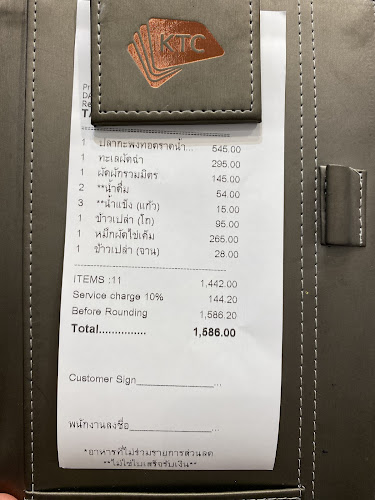 KTC
1 ปลากะพงทอดราดน้ำ... 545.00
1 ทะเลผัดฉ่า 295.00
1 ผัดผักรวมมิตร 145.00
2 **น้ำดื่ม 54.00
3 **น้ำแข็ง (แก้ว) 15.00
1 ข้าวเปล่า (โถ) 95.00
1 หมึกผัดไข่เค็ม 265.00
1 ข้าวเปล่า (จาน) 28.00
ITEMS :11 1,442.00
Service charge 10% 144.20
Before Rounding 1,586.20
Total............... 1,586.00
Customer Sign_______________...
พนักงานลงชื่อ_______________...
*อาหารที่ไม่ร่วมรายการส่วนลด
**ไม่ใช่ใบเสร็จรับเงิน**